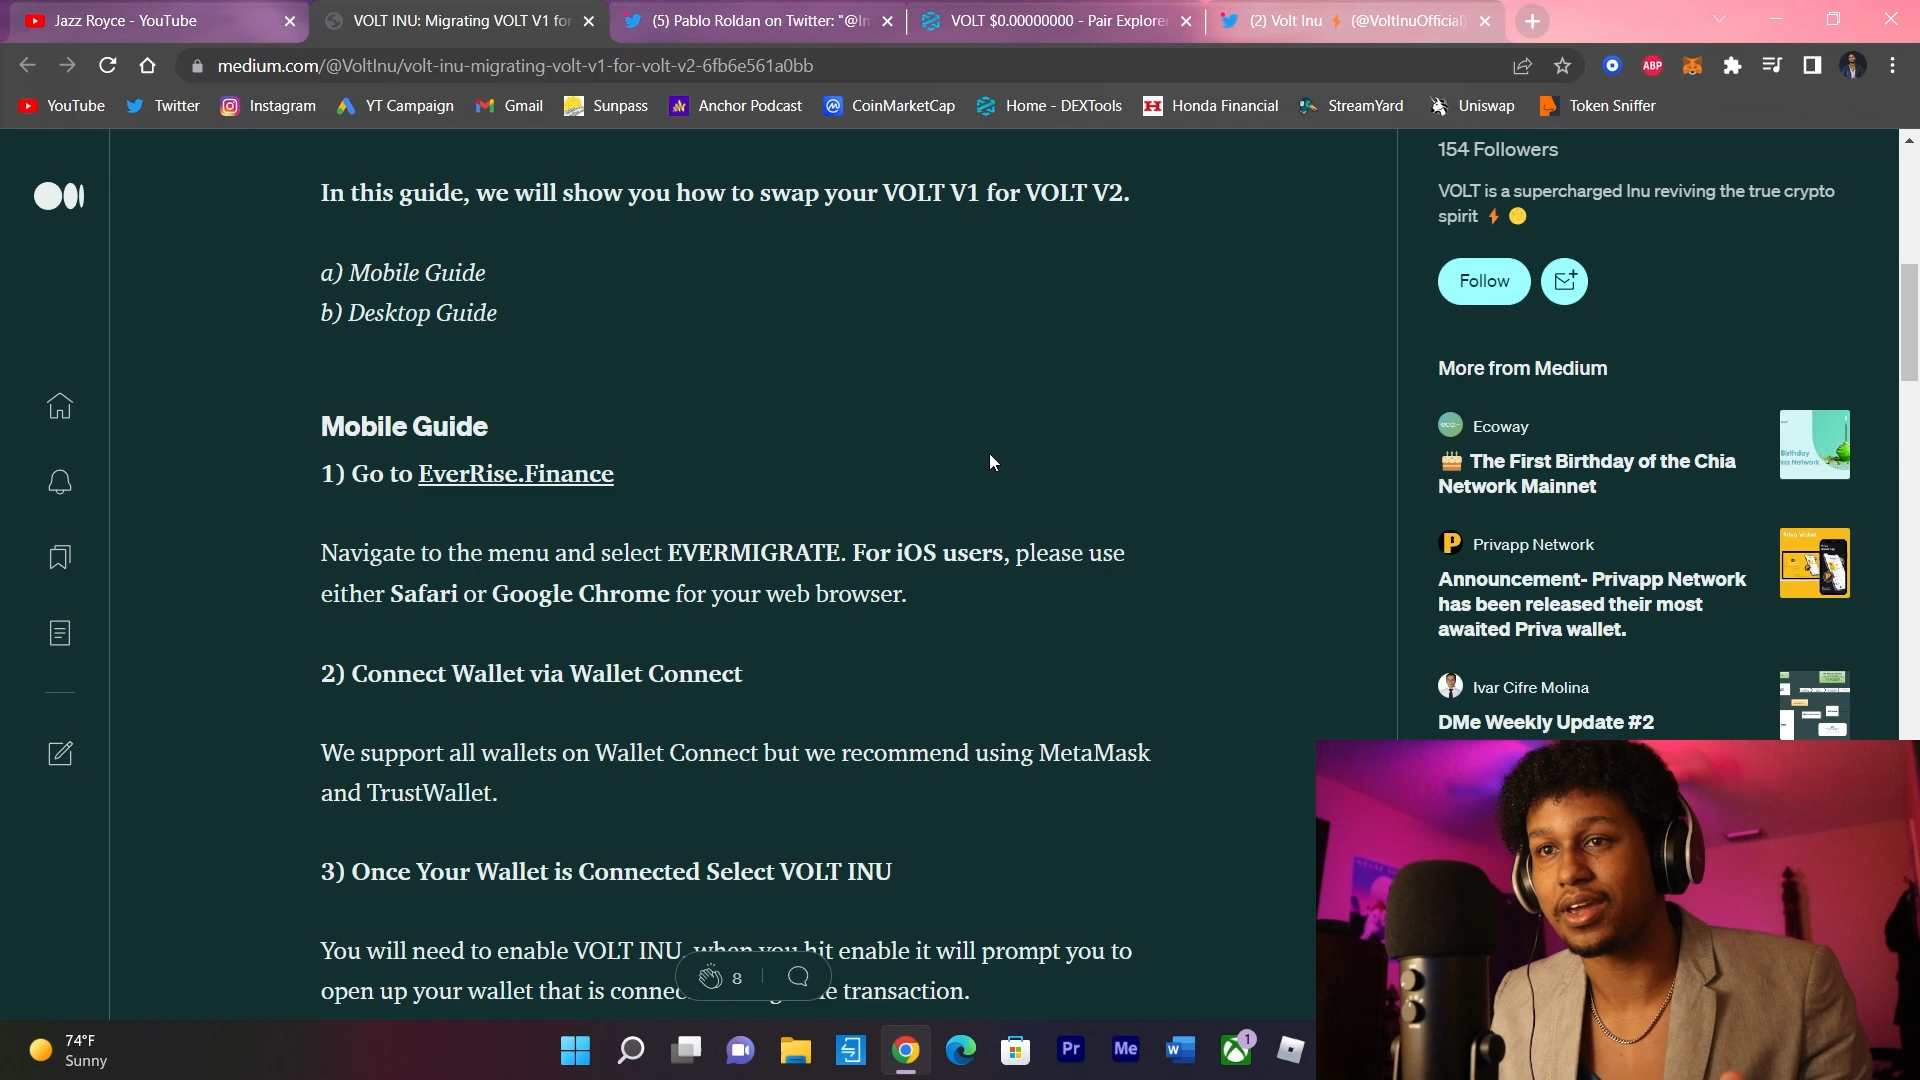 Jazz Royce - YouTube
VOLT INU: Migrating VOLT V1 for
(5) Pablo Roldan on Twitter: "@In
VOLT $0.00000000 - Pair Explorer
(2) Volt Inu ⚡ (@VoltInuOfficial)
medium.com/@VoltInu/volt-inu-migrating-volt-v1-for-volt-v2-6fb6e561a0bb
ABP
YouTube
Twitter
Instagram
YT Campaign
Gmail
Sunpass
Anchor Podcast
CoinMarketCap
Home - DEXTools
Honda Financial
StreamYard
Uniswap
Token Sniffer
In this guide, we will show you how to swap your VOLT V1 for VOLT V2.
a) Mobile Guide
b) Desktop Guide
Mobile Guide
1) Go to EverRise.Finance
Navigate to the menu and select EVERMIGRATE. For iOS users, please use
either Safari or Google Chrome for your web browser.
2) Connect Wallet via Wallet Connect
We support all wallets on Wallet Connect but we recommend using MetaMask
and TrustWallet.
3) Once Your Wallet is Connected Select VOLT INU
You will need to enable VOLT INU, when you hit enable it will prompt you to
open up your wallet that is transaction.
8
154 Followers
VOLT is a supercharged Inu reviving the true crypto
spirit ⚡ 🟡
Follow
More from Medium
Ecoway
🎂 The First Birthday of the Chia
Network Mainnet
Privapp Network
Announcement- Privapp Network
has been released their most
awaited Priva wallet.
Ivar Cifre Molina
DMe Weekly Update #2
74°F
Sunny
Pr
Me
W
1